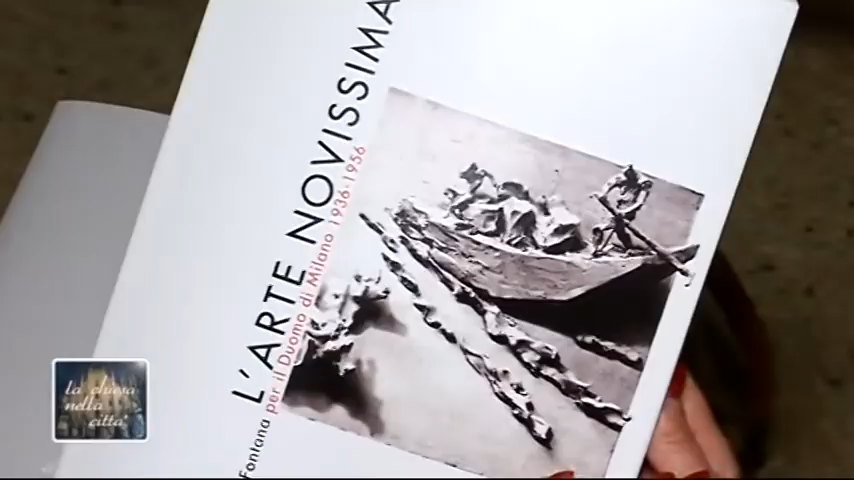 L'ARTE NOVISSIMA
Fontana per il Duomo di Milano 1936-1956
la chiesa
nella
città